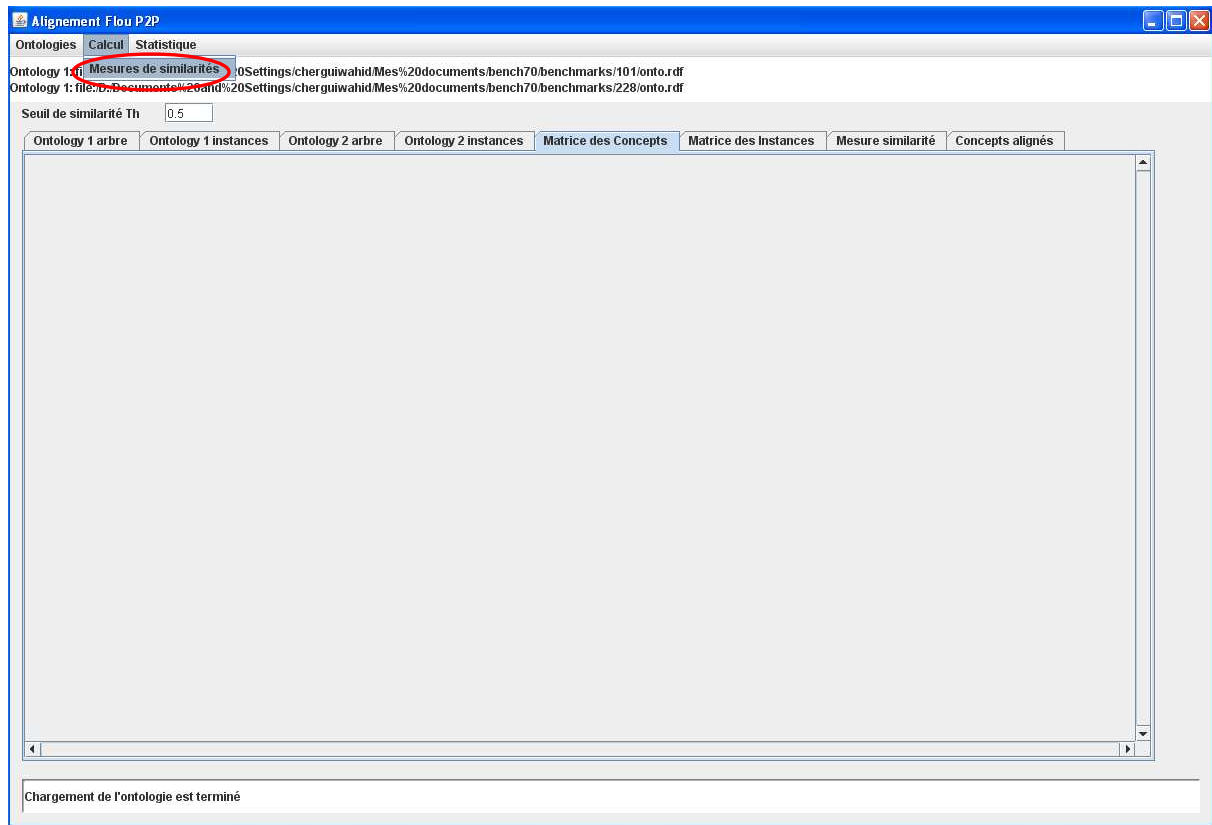 Alignement Flou P2P
Ontologies Calcul Statistique
Mesures de similarités
Ontology 1: fi 20Settings/cherguiwahid/Mes%20documents/bench70/benchmarks/101/onto.rdf
Ontology 1: file:/D:/Documents%20and%20Settings/cherguiwahid/Mes%20documents/bench70/benchmarks/228/onto.rdf
Seuil de similarité Th 0.5
Ontology 1 arbre Ontology 1 instances Ontology 2 arbre Ontology 2 instances Matrice des Concepts Matrice des Instances Mesure similarité Concepts alignés
Chargement de l'ontologie est terminé